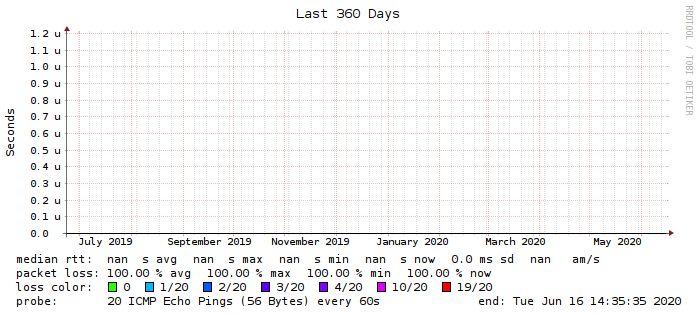 Last 360 Days
RRDTOOL / TOBI OETIKER
Seconds
1.2 u
1.1 u
1.0 u
0.9 u
0.8 u
0.7 u
0.6 u
0.5 u
0.4 u
0.3 u
0.2 u
0.1 u
0.0
July 2019 September 2019 November 2019 January 2020 March 2020 May 2020
median rtt: nan s avg nan s max nan s min nan s now 0.0 ms sd nan am/s
packet loss: 100.00 % avg 100.00 % max 100.00 % min 100.00 % now
loss color: 0 1/20 2/20 3/20 4/20 10/20 19/20
probe: 20 ICMP Echo Pings (56 Bytes) every 60s end: Tue Jun 16 14:35:35 2020